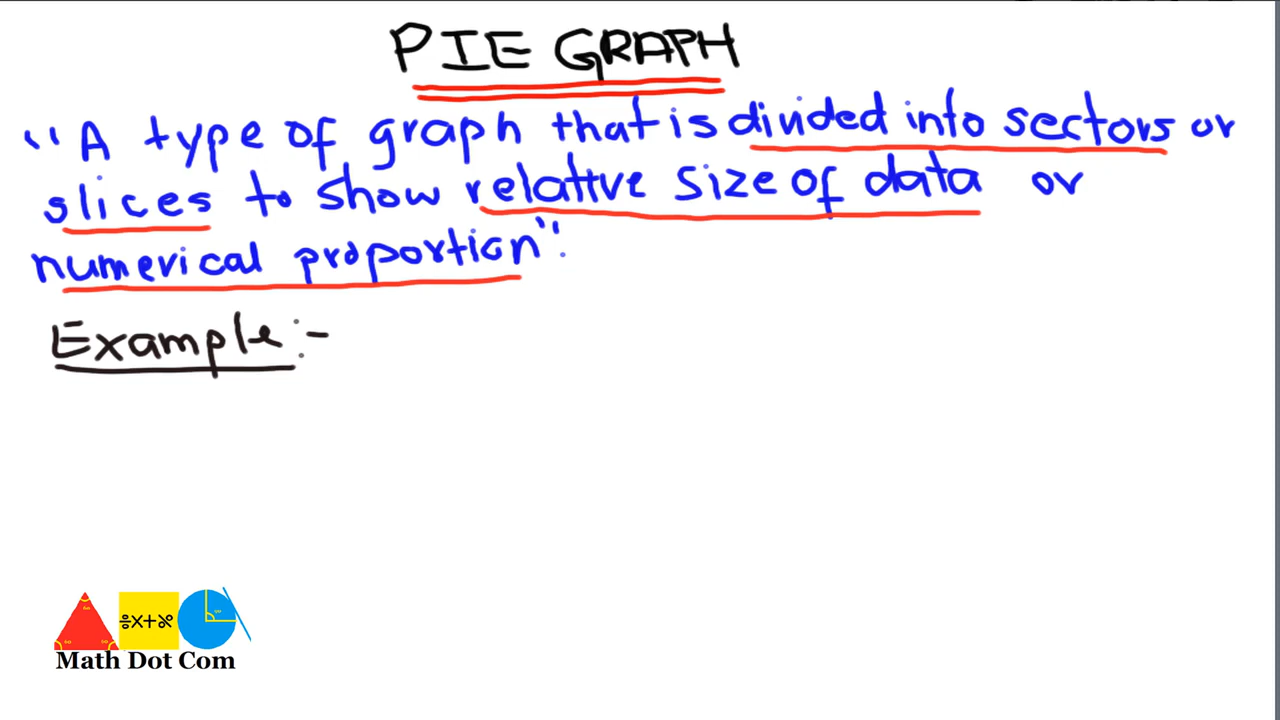 PIE GRAPH
"A type of graph that is divided into sectors or
slices to show relative size of data or
numerical proportion".
Example :-
÷x+%
Math Dot Com